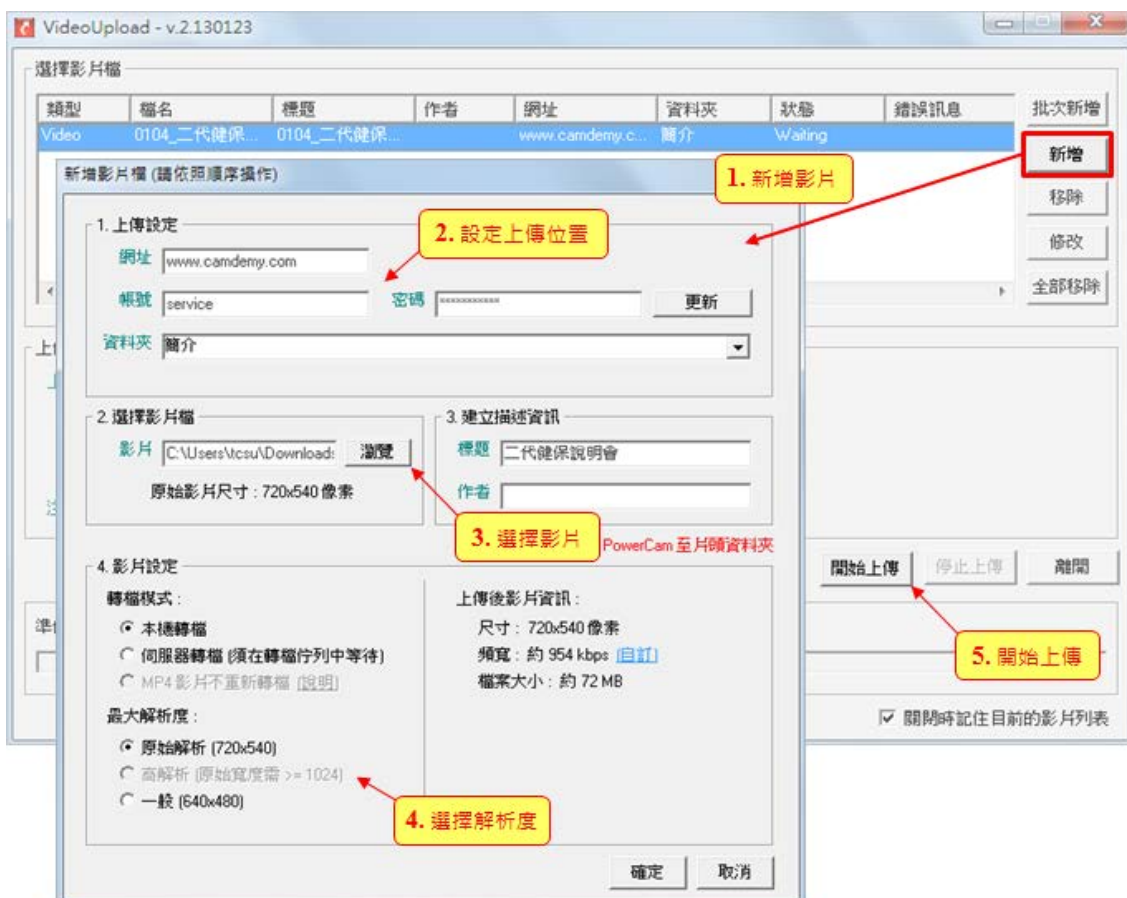 VideoUpload - v.2.130123
選擇影片檔
類型 檔名 標題 作者 網址 資料夾 狀態 錯誤訊息
Video 0104_二代健保... 0104_二代健保... www.camdemy.c... 簡介 Waiting
批次新增
新增
移除
修改
全部移除
1. 新增影片
新增影片檔 (請依照順序操作)
1. 上傳設定
2. 設定上傳位置
網址 www.camdemy.com
帳號 service 密碼 ************ 更新
資料夾 簡介
2. 選擇影片檔
影片 C:\Users\tcsu\Download: 瀏覽
原始影片尺寸 : 720x540 像素
3. 建立描述資訊
標題 二代健保說明會
作者
3. 選擇影片
PowerCam 至片頭資料夾
4. 影片設定
轉檔模式 :
本機轉檔
伺服器轉檔 (須在轉檔佇列中等待)
MP4 影片不重新轉檔 [說明]
最大解析度 :
原始解析 (720x540)
高解析 (原始寬度需 >= 1024)
一般 (640x480)
4. 選擇解析度
上傳後影片資訊 :
尺寸 : 720x540 像素
頻寬 : 約 954 kbps [自訂]
檔案大小 : 約 72 MB
確定 取消
開始上傳 停止上傳 離開
5. 開始上傳
關閉時記住目前的影片列表